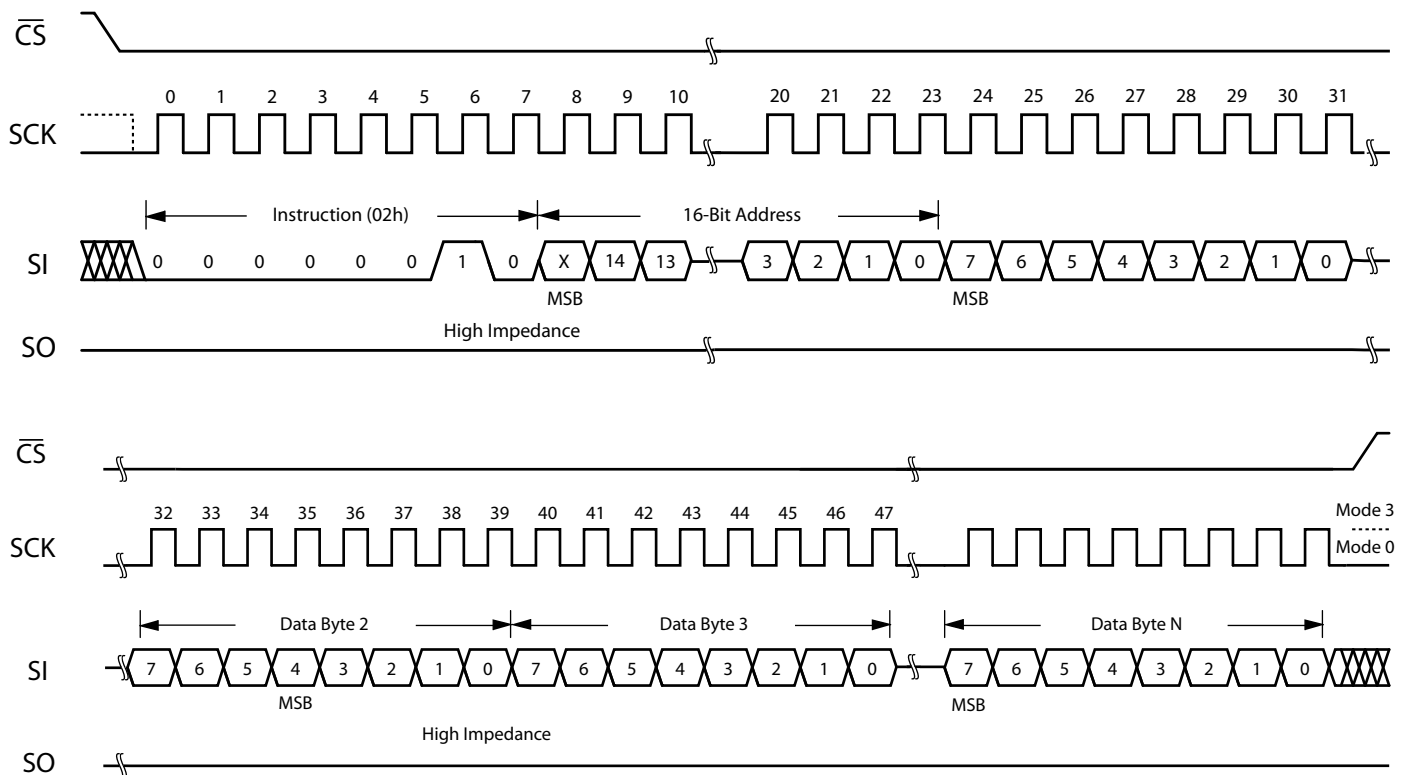 CS
0 1 2 3 4 5 6 7 8 9 10 20 21 22 23 24 25 26 27 28 29 30 31
SCK
Instruction (02h) 16-Bit Address
SI 0 0 0 0 0 0 1 0 X 14 13 3 2 1 0 7 6 5 4 3 2 1 0
MSB MSB
High Impedance
SO
CS
32 33 34 35 36 37 38 39 40 41 42 43 44 45 46 47 Mode 3
SCK Mode 0
Data Byte 2 Data Byte 3 Data Byte N
SI 7 6 5 4 3 2 1 0 7 6 5 4 3 2 1 0 7 6 5 4 3 2 1 0
MSB MSB
High Impedance
SO